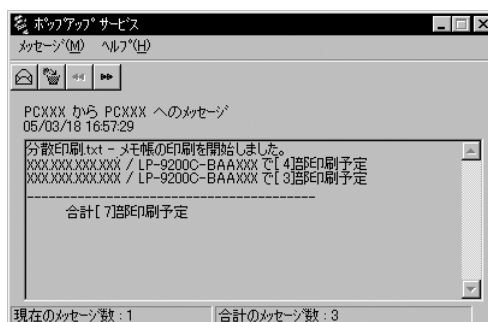 ﾎﾟｯﾌﾟｱｯﾌﾟ ｻｰﾋﾞｽ
ﾒｯｾｰｼﾞ(M) ﾍﾙﾌﾟ(H)
PCXXX から PCXXX へのﾒｯｾｰｼﾞ
05/03/18 16:57:29
分散印刷.txt - メモ帳の印刷を開始しました。
XXX.XXX.XXX.XXX / LP-9200C-BAAXXX で[ 4]部印刷予定
XXX.XXX.XXX.XXX / LP-9200C-BAAXXX で[ 3]部印刷予定
----------------------------------------
合計[ 7]部印刷予定
現在のﾒｯｾｰｼﾞ数 : 1 合計のﾒｯｾｰｼﾞ数 : 3